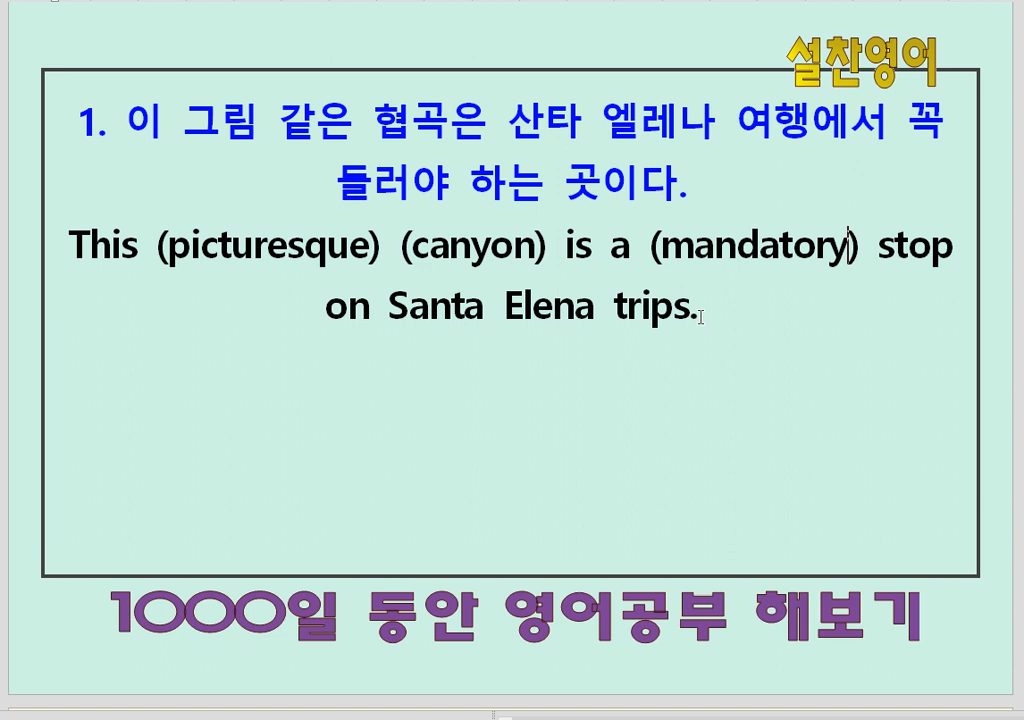 설찬영어
1. 이 그림 같은 협곡은 산타 엘레나 여행에서 꼭
들러야 하는 곳이다.
This (picturesque) (canyon) is a (mandatory) stop
on Santa Elena trips.
1000일 동안 영어공부 해보기